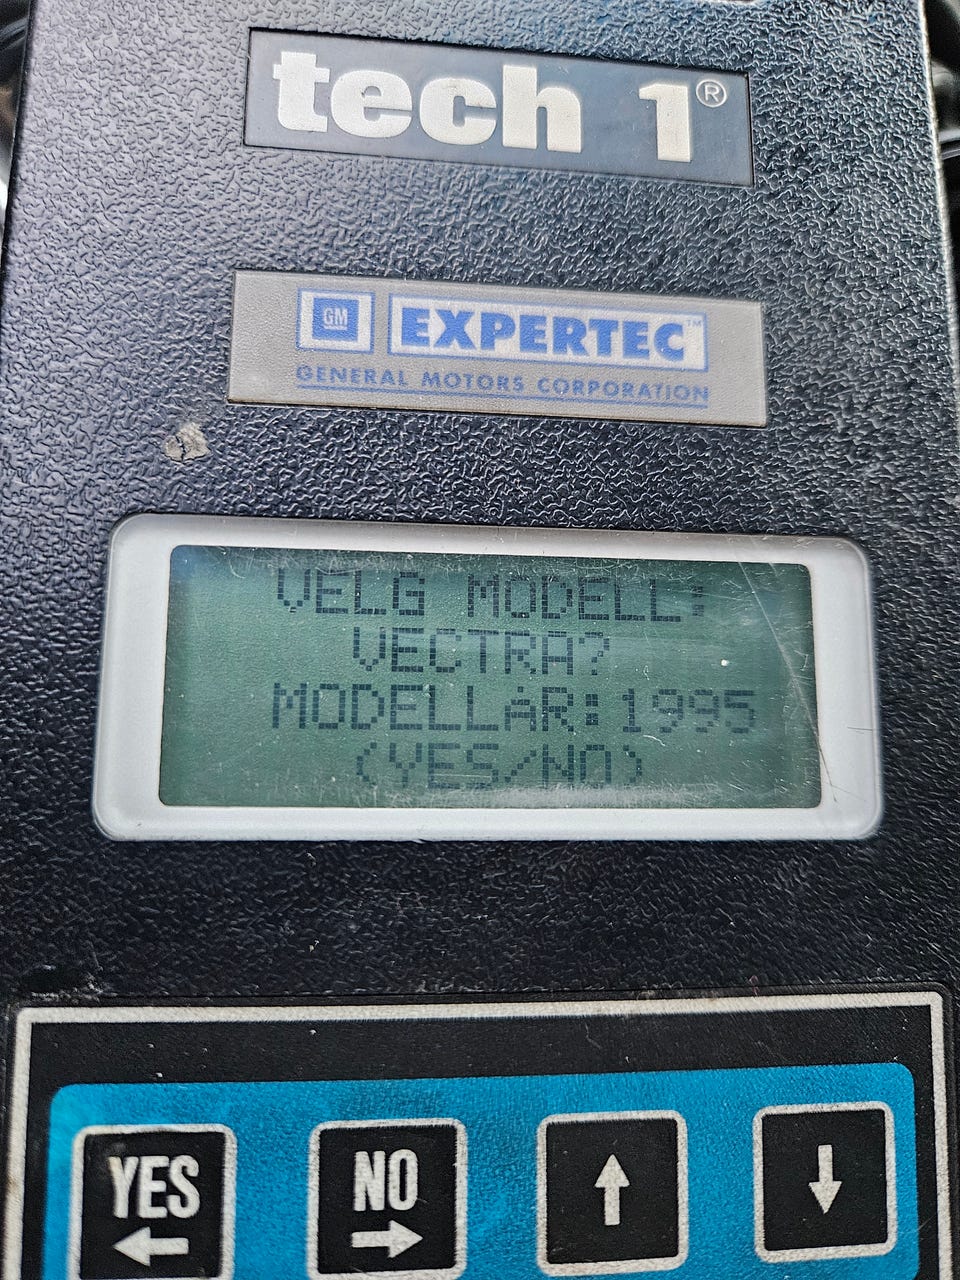 tech 1®
GM EXPERTEC™
GENERAL MOTORS CORPORATION
VELG MODELL:
VECTRA?
MODELLÅR:1995
(YES/NO)
YES NO ↑ ↓
← →